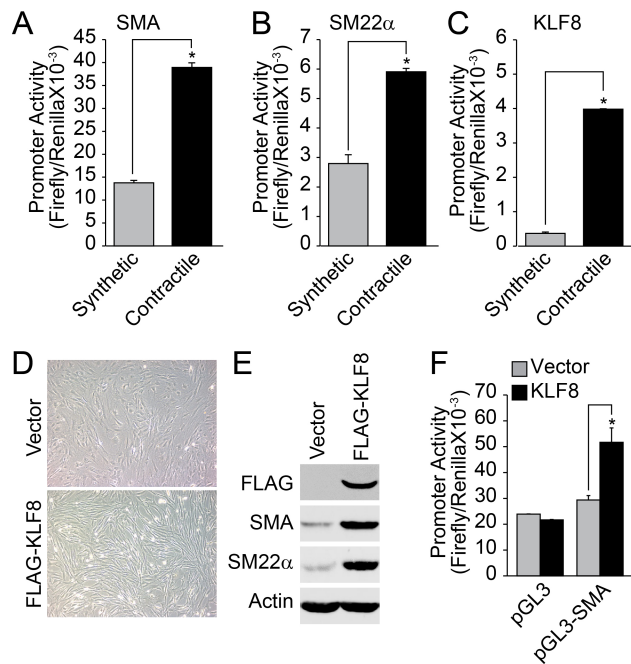 A
SMA
Promoter Activity
(Firefly/RenillaX10⁻³)
45
40
35
30
25
20
15
10
5
0
Synthetic
Contractile
*
B
SM22α
Promoter Activity
(Firefly/RenillaX10⁻³)
7
6
5
4
3
2
1
0
Synthetic
Contractile
*
C
KLF8
Promoter Activity
(Firefly/RenillaX10⁻³)
6
5
4
3
2
1
0
Synthetic
Contractile
*
D
Vector
FLAG-KLF8
E
Vector
FLAG-KLF8
FLAG
SMA
SM22α
Actin
F
Vector
KLF8
Promoter Activity
(Firefly/RenillaX10⁻³)
70
60
50
40
30
20
10
0
*
pGL3
pGL3-SMA